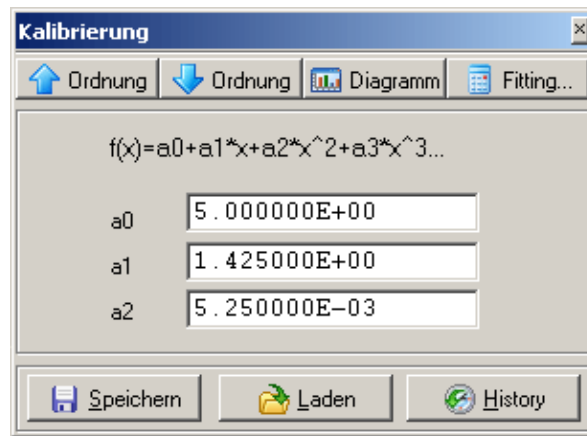 Kalibrierung
Ordnung Ordnung Diagramm Fitting...
f(x)=a0+a1*x+a2*x^2+a3*x^3...
a0 5.000000E+00
a1 1.425000E+00
a2 5.250000E-03
Speichern Laden History